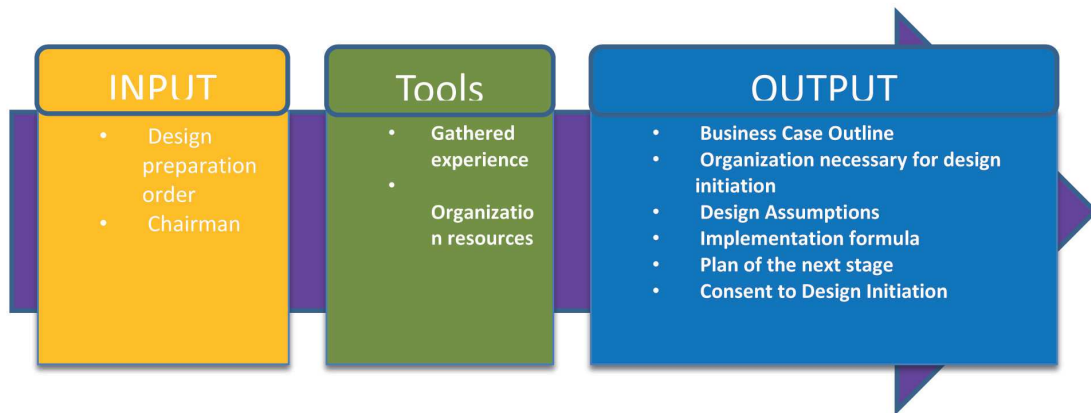 INPUT
• Design
preparation
order
• Chairman
Tools
• Gathered
experience
•
Organizatio
n resources
OUTPUT
• Business Case Outline
• Organization necessary for design
initiation
• Design Assumptions
• Implementation formula
• Plan of the next stage
• Consent to Design Initiation